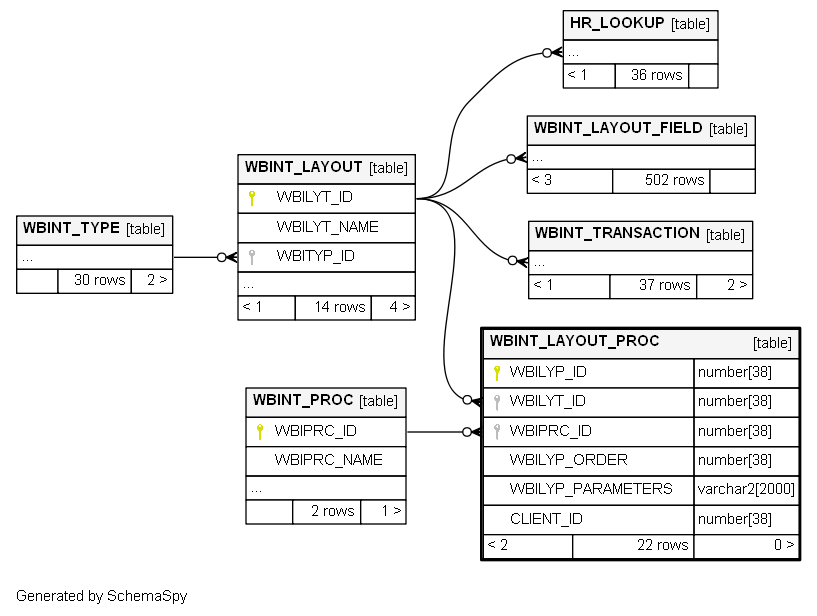 HR_LOOKUP [table]
...
< 1 36 rows
WBINT_LAYOUT_FIELD [table]
...
< 3 502 rows
WBINT_LAYOUT [table]
WBILYT_ID
WBILYT_NAME
WBITYP_ID
...
< 1 14 rows 4 >
WBINT_TYPE [table]
...
30 rows 2 >
WBINT_TRANSACTION [table]
...
< 1 37 rows 2 >
WBINT_LAYOUT_PROC [table]
WBILYP_ID number[38]
WBILYT_ID number[38]
WBIPRC_ID number[38]
WBILYP_ORDER number[38]
WBILYP_PARAMETERS varchar2[2000]
CLIENT_ID number[38]
< 2 22 rows 0 >
WBINT_PROC [table]
WBIPRC_ID
WBIPRC_NAME
...
2 rows 1 >
Generated by SchemaSpy